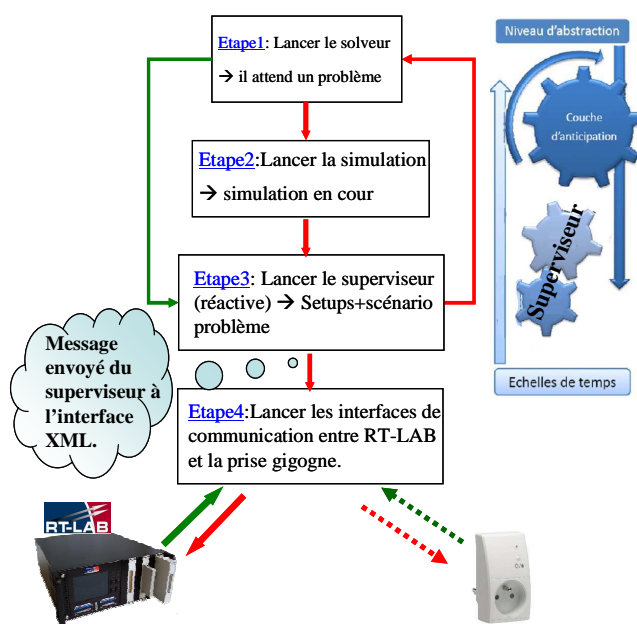 Etape1: Lancer le solveur
→ il attend un problème
Etape2:Lancer la simulation
→ simulation en cour
Etape3: Lancer le superviseur
(réactive) → Setups+scénario
problème
Message
envoyé du
superviseur à
l'interface
XML.
Etape4:Lancer les interfaces de
communication entre RT-LAB
et la prise gigogne.
RT-LAB
Niveau d'abstraction
Couche
d'anticipation
Superviseur
Echelles de temps